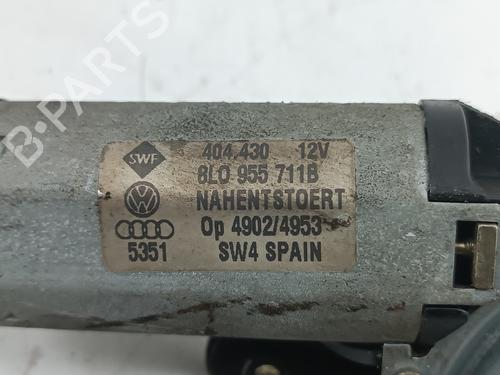 B-PARTS
SWF 404.430 12V
8L0 955 711B
NAHENTSTOERT
Op 4902/4953
5351 SW4 SPAIN